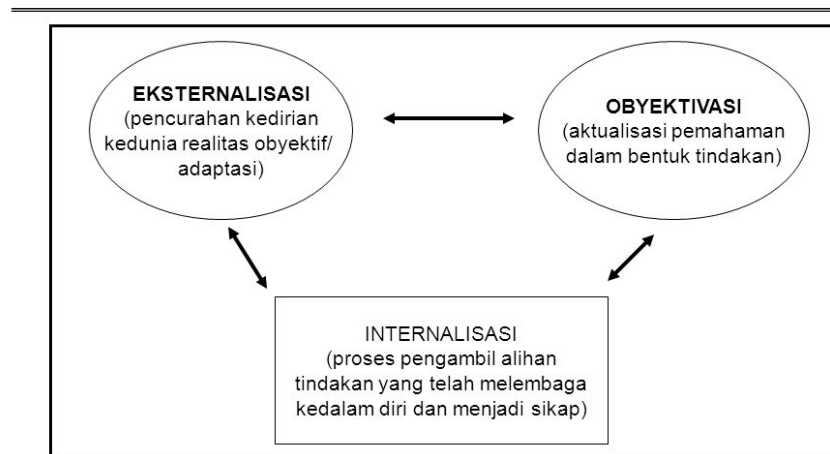 EKSTERNALISASI
(pencurahan kedirian
kedunia realitas obyektif/
adaptasi)
OBYEKTIVASI
(aktualisasi pemahaman
dalam bentuk tindakan)
INTERNALISASI
(proses pengambil alihan
tindakan yang telah melembaga
kedalam diri dan menjadi sikap)